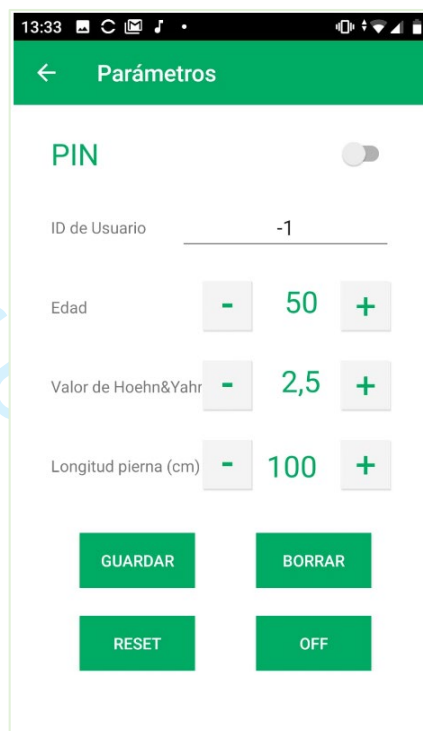 13:33
← Parámetros
PIN
ID de Usuario -1
Edad - 50 +
Valor de Hoehn&Yahr - 2,5 +
Longitud pierna (cm) - 100 +
GUARDAR BORRAR
RESET OFF